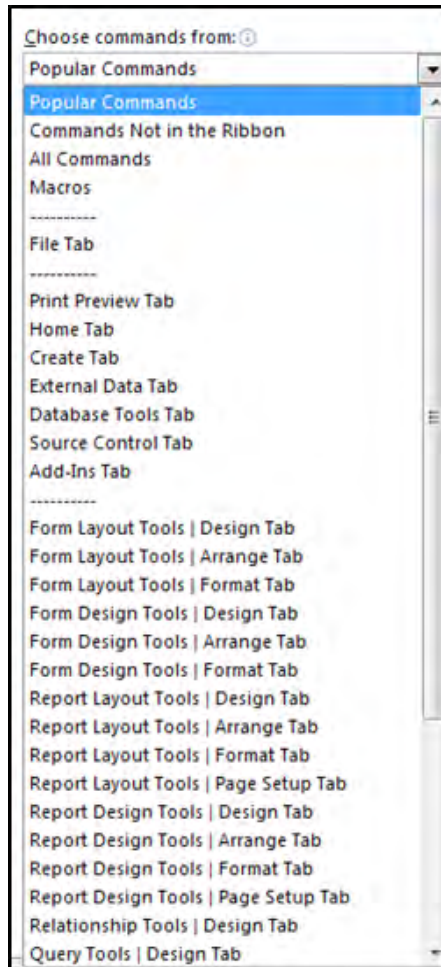 Choose commands from:
Popular Commands
Popular Commands
Commands Not in the Ribbon
All Commands
Macros
----------
File Tab
----------
Print Preview Tab
Home Tab
Create Tab
External Data Tab
Database Tools Tab
Source Control Tab
Add-Ins Tab
----------
Form Layout Tools | Design Tab
Form Layout Tools | Arrange Tab
Form Layout Tools | Format Tab
Form Design Tools | Design Tab
Form Design Tools | Arrange Tab
Form Design Tools | Format Tab
Report Layout Tools | Design Tab
Report Layout Tools | Arrange Tab
Report Layout Tools | Format Tab
Report Layout Tools | Page Setup Tab
Report Design Tools | Design Tab
Report Design Tools | Arrange Tab
Report Design Tools | Format Tab
Report Design Tools | Page Setup Tab
Relationship Tools | Design Tab
Query Tools | Design Tab